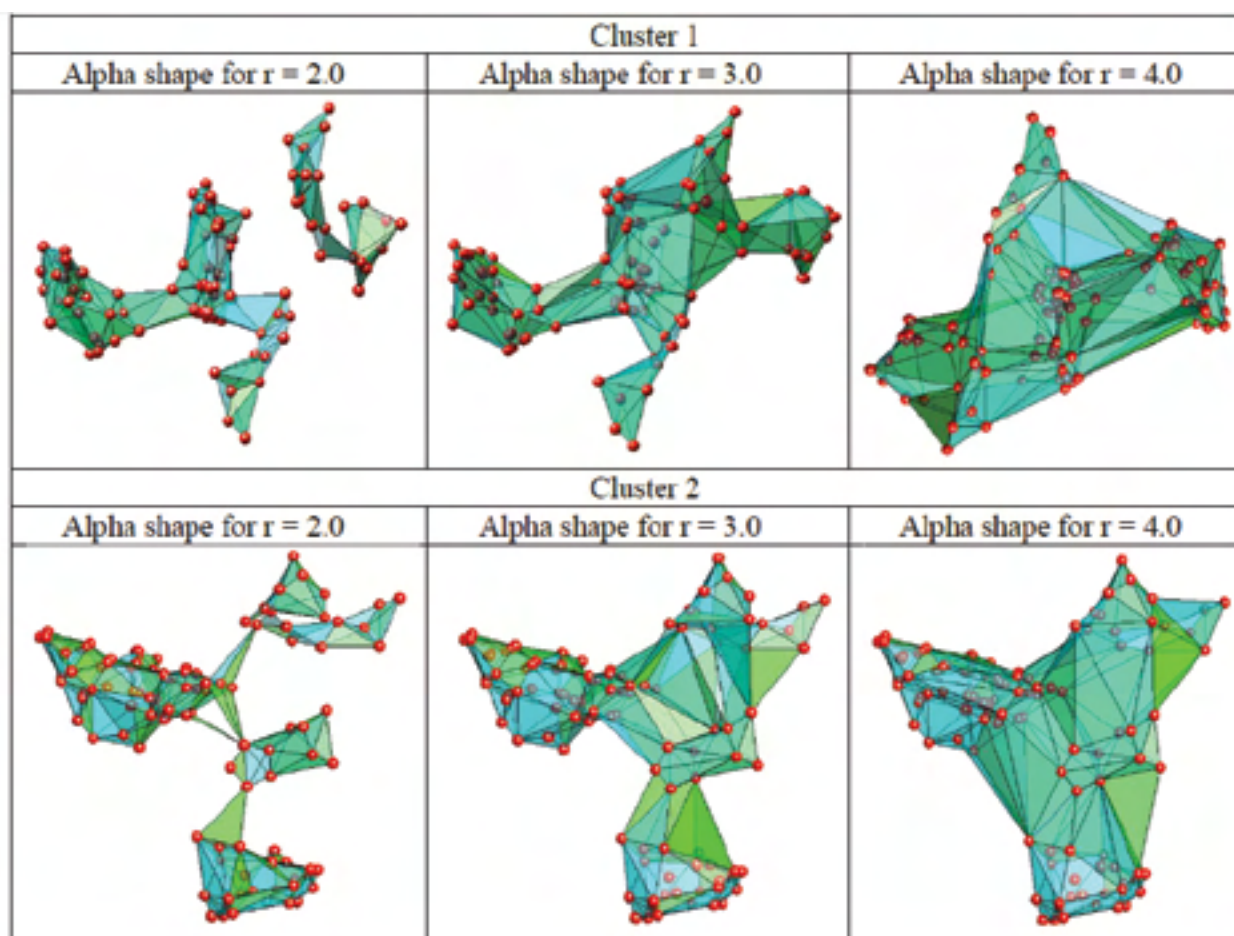 Cluster 1
Alpha shape for r = 2.0
Alpha shape for r = 3.0
Alpha shape for r = 4.0
Cluster 2
Alpha shape for r = 2.0
Alpha shape for r = 3.0
Alpha shape for r = 4.0